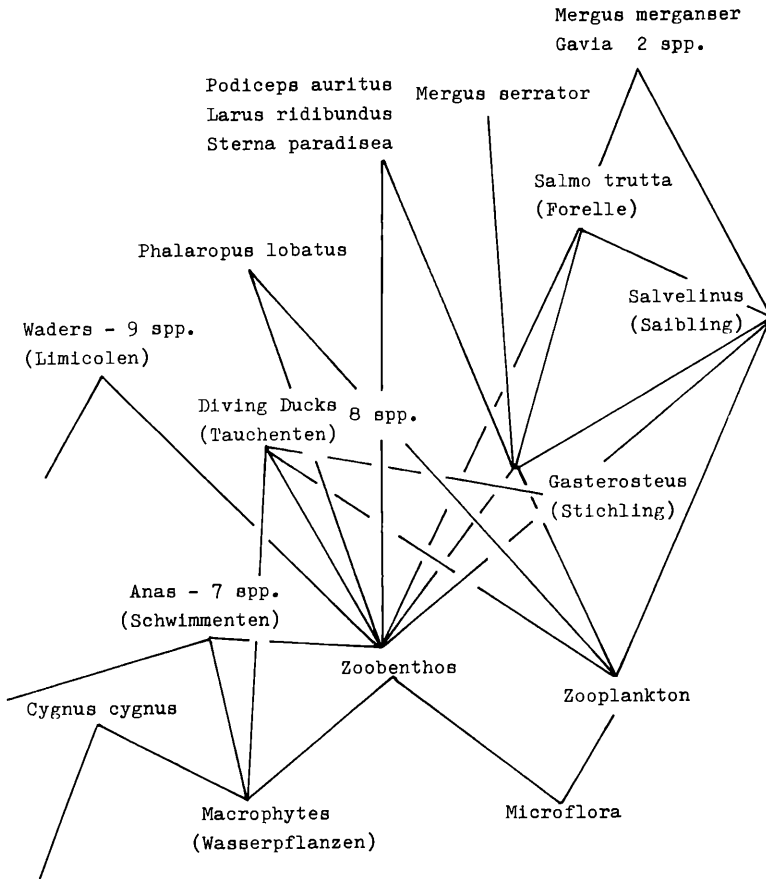 Mergus merganser
Gavia 2 spp.
Podiceps auritus
Larus ridibundus
Sterna paradisea
Mergus serrator
Salmo trutta
(Forelle)
Phalaropus lobatus
Salvelinus
(Saibling)
Waders - 9 spp.
(Limicolen)
Diving Ducks 8 spp.
(Tauchenten)
Gasterosteus
(Stichling)
Anas - 7 spp.
(Schwimmenten)
Zoobenthos
Zooplankton
Cygnus cygnus
Macrophytes
(Wasserpflanzen)
Microflora